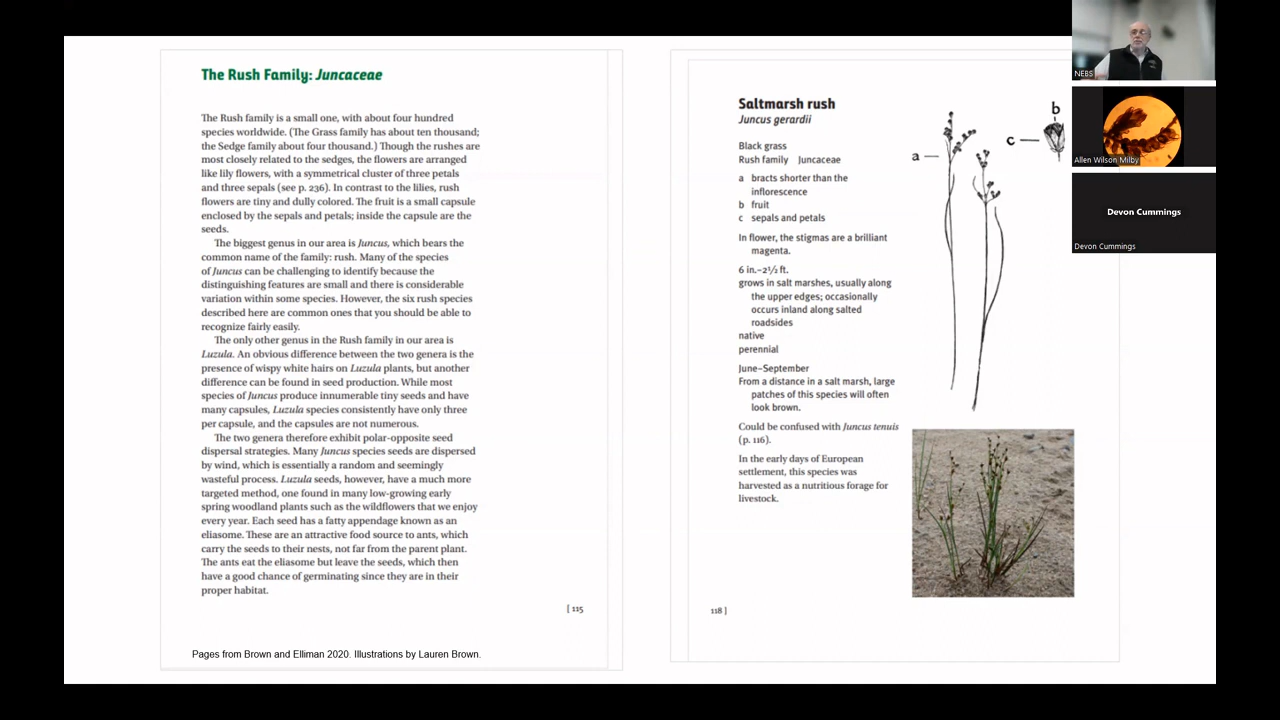 The Rush Family: Juncaceae
The Rush family is a small one, with about four hundred
species worldwide. (The Grass family has about ten thousand;
the Sedge family about four thousand.) Though the rushes are
most closely related to the sedges, the flowers are arranged
like lily flowers, with a symmetrical cluster of three petals
and three sepals (see p. 236). In contrast to the lilies, rush
flowers are tiny and dully colored. The fruit is a small capsule
enclosed by the sepals and petals; inside the capsule are the
seeds.
The biggest genus in our area is Juncus, which bears the
common name of the family: rush. Many of the species
of Juncus can be challenging to identify because the
distinguishing features are small and there is considerable
variation within some species. However, the six rush species
described here are common ones that you should be able to
recognize fairly easily.
The only other genus in the Rush family in our area is
Luzula. An obvious difference between the two genera is the
presence of wispy white hairs on Luzula plants, but another
difference can be found in seed production. While most
species of Juncus produce innumerable tiny seeds and have
many capsules, Luzula species consistently have only three
per capsule, and the capsules are not numerous.
The two genera therefore exhibit polar-opposite seed
dispersal strategies. Many Juncus species seeds are dispersed
by wind, which is essentially a random and seemingly
wasteful process. Luzula seeds, however, have a much more
targeted method, one found in many low-growing early
spring woodland plants such as the wildflowers that we enjoy
every year. Each seed has a fatty appendage known as an
eliasome. These are an attractive food source to ants, which
carry the seeds to their nests, not far from the parent plant.
The ants eat the eliasome but leave the seeds, which then
have a good chance of germinating since they are in their
proper habitat.
[ 115
Pages from Brown and Elliman 2020. Illustrations by Lauren Brown.
Saltmarsh rush
Juncus gerardii
Black grass
Rush family Juncaceae
a bracts shorter than the
inflorescence
b fruit
c sepals and petals
In flower, the stigmas are a brilliant
magenta.
6 in.–2½ ft.
grows in salt marshes, usually along
the upper edges; occasionally
occurs inland along salted
roadsides
native
perennial
June–September
From a distance in a salt marsh, large
patches of this species will often
look brown.
Could be confused with Juncus tenuis
(p. 116).
In the early days of European
settlement, this species was
harvested as a nutritious forage for
livestock.
118 ]
a
b
c
NEBS
Allen Wilson Milby
Devon Cummings
Devon Cummings